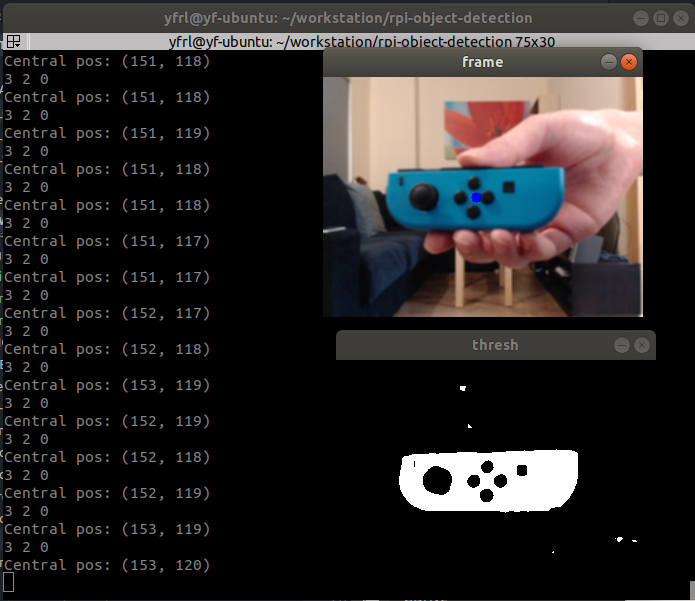 yfrl@yf-ubuntu: ~/workstation/rpi-object-detection
yfrl@yf-ubuntu: ~/workstation/rpi-object-detection 75x30
Central pos: (151, 118)
3 2 0
Central pos: (151, 118)
3 2 0
Central pos: (151, 119)
3 2 0
Central pos: (151, 118)
3 2 0
Central pos: (151, 118)
3 2 0
Central pos: (151, 117)
3 2 0
Central pos: (151, 117)
3 2 0
Central pos: (152, 117)
3 2 0
Central pos: (152, 118)
3 2 0
Central pos: (153, 119)
3 2 0
Central pos: (152, 119)
3 2 0
Central pos: (152, 118)
3 2 0
Central pos: (152, 119)
3 2 0
Central pos: (153, 119)
3 2 0
Central pos: (153, 120)
frame
thresh